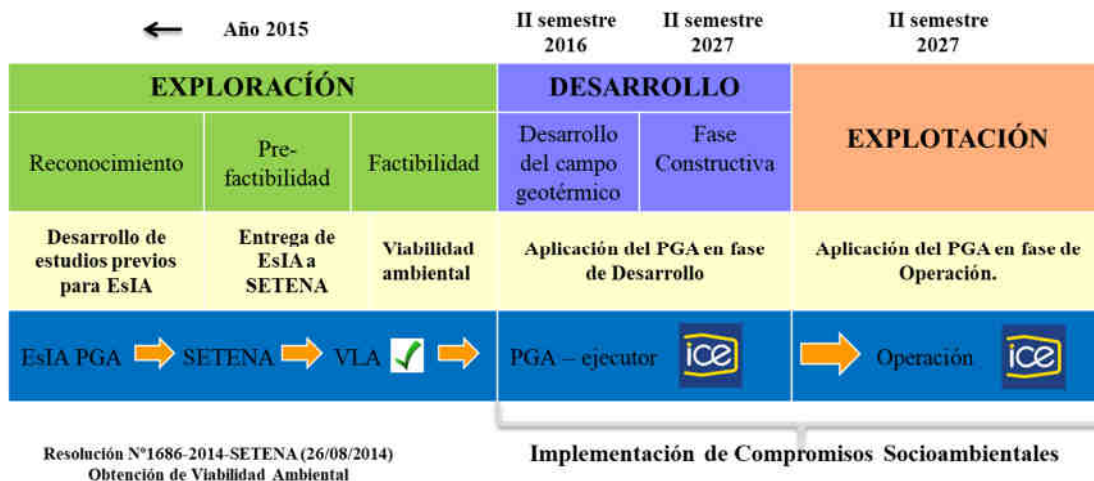 Año 2015
II semestre
2016
II semestre
2027
II semestre
2027
EXPLORACÍÓN
DESARROLLO
EXPLOTACIÓN
Reconocimiento
Pre-
factibilidad
Factibilidad
Desarrollo
del campo
geotérmico
Fase
Constructiva
Desarrollo de
estudios previos
para EsIA
Entrega de
EsIA a
SETENA
Viabilidad
ambiental
Aplicación del PGA en fase
de Desarrollo
Aplicación del PGA en fase de
Operación.
EsIA PGA
SETENA
VLA
PGA – ejecutor
ice
Operación
ice
Resolución Nº1686-2014-SETENA (26/08/2014)
Obtención de Viabilidad Ambiental
Implementación de Compromisos Socioambientales